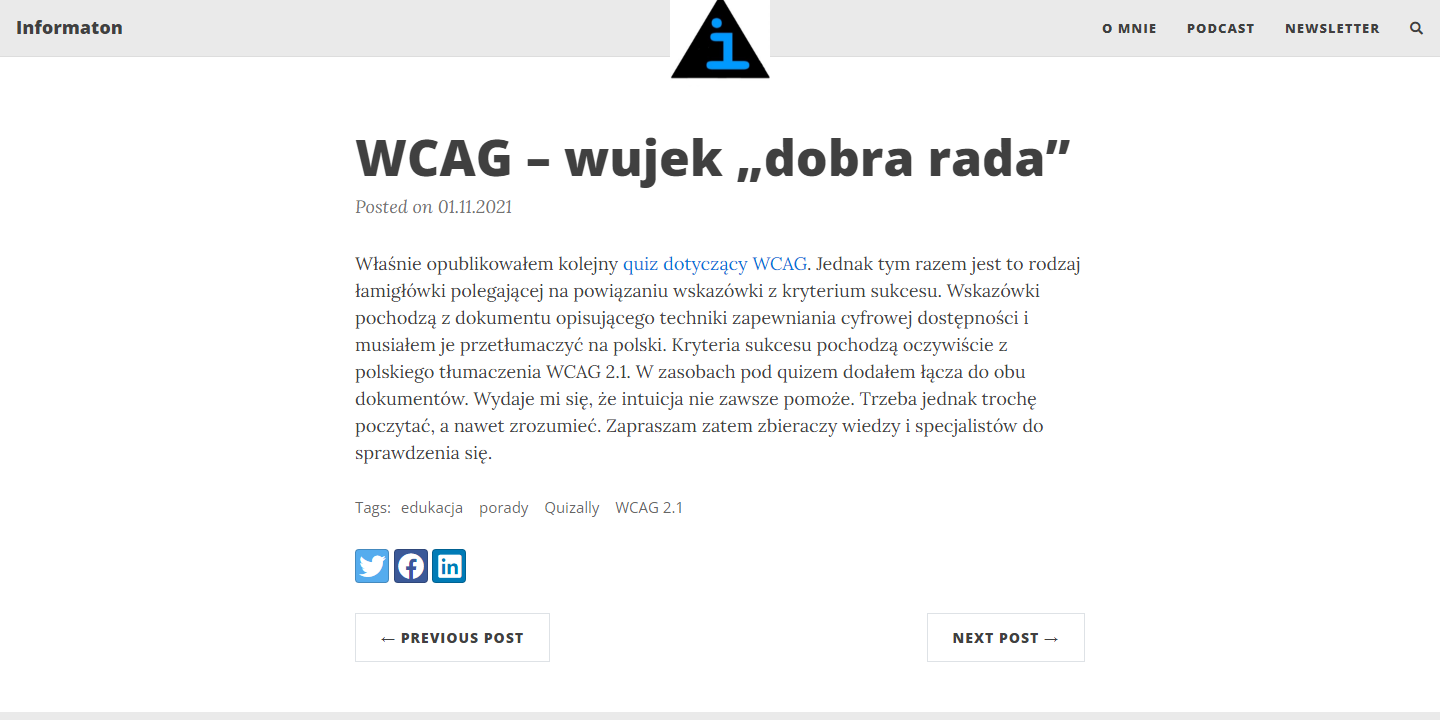 Informaton
i
O MNIE PODCAST NEWSLETTER
WCAG – wujek „dobra rada”
Posted on 01.11.2021
Właśnie opublikowałem kolejny quiz dotyczący WCAG. Jednak tym razem jest to rodzaj
łamigłówki polegającej na powiązaniu wskazówki z kryterium sukcesu. Wskazówki
pochodzą z dokumentu opisującego techniki zapewniania cyfrowej dostępności i
musiałem je przetłumaczyć na polski. Kryteria sukcesu pochodzą oczywiście z
polskiego tłumaczenia WCAG 2.1. W zasobach pod quizem dodałem łącza do obu
dokumentów. Wydaje mi się, że intuicja nie zawsze pomoże. Trzeba jednak trochę
poczytać, a nawet zrozumieć. Zapraszam zatem zbieraczy wiedzy i specjalistów do
sprawdzenia się.
Tags: edukacja porady Quizally WCAG 2.1
← PREVIOUS POST NEXT POST →